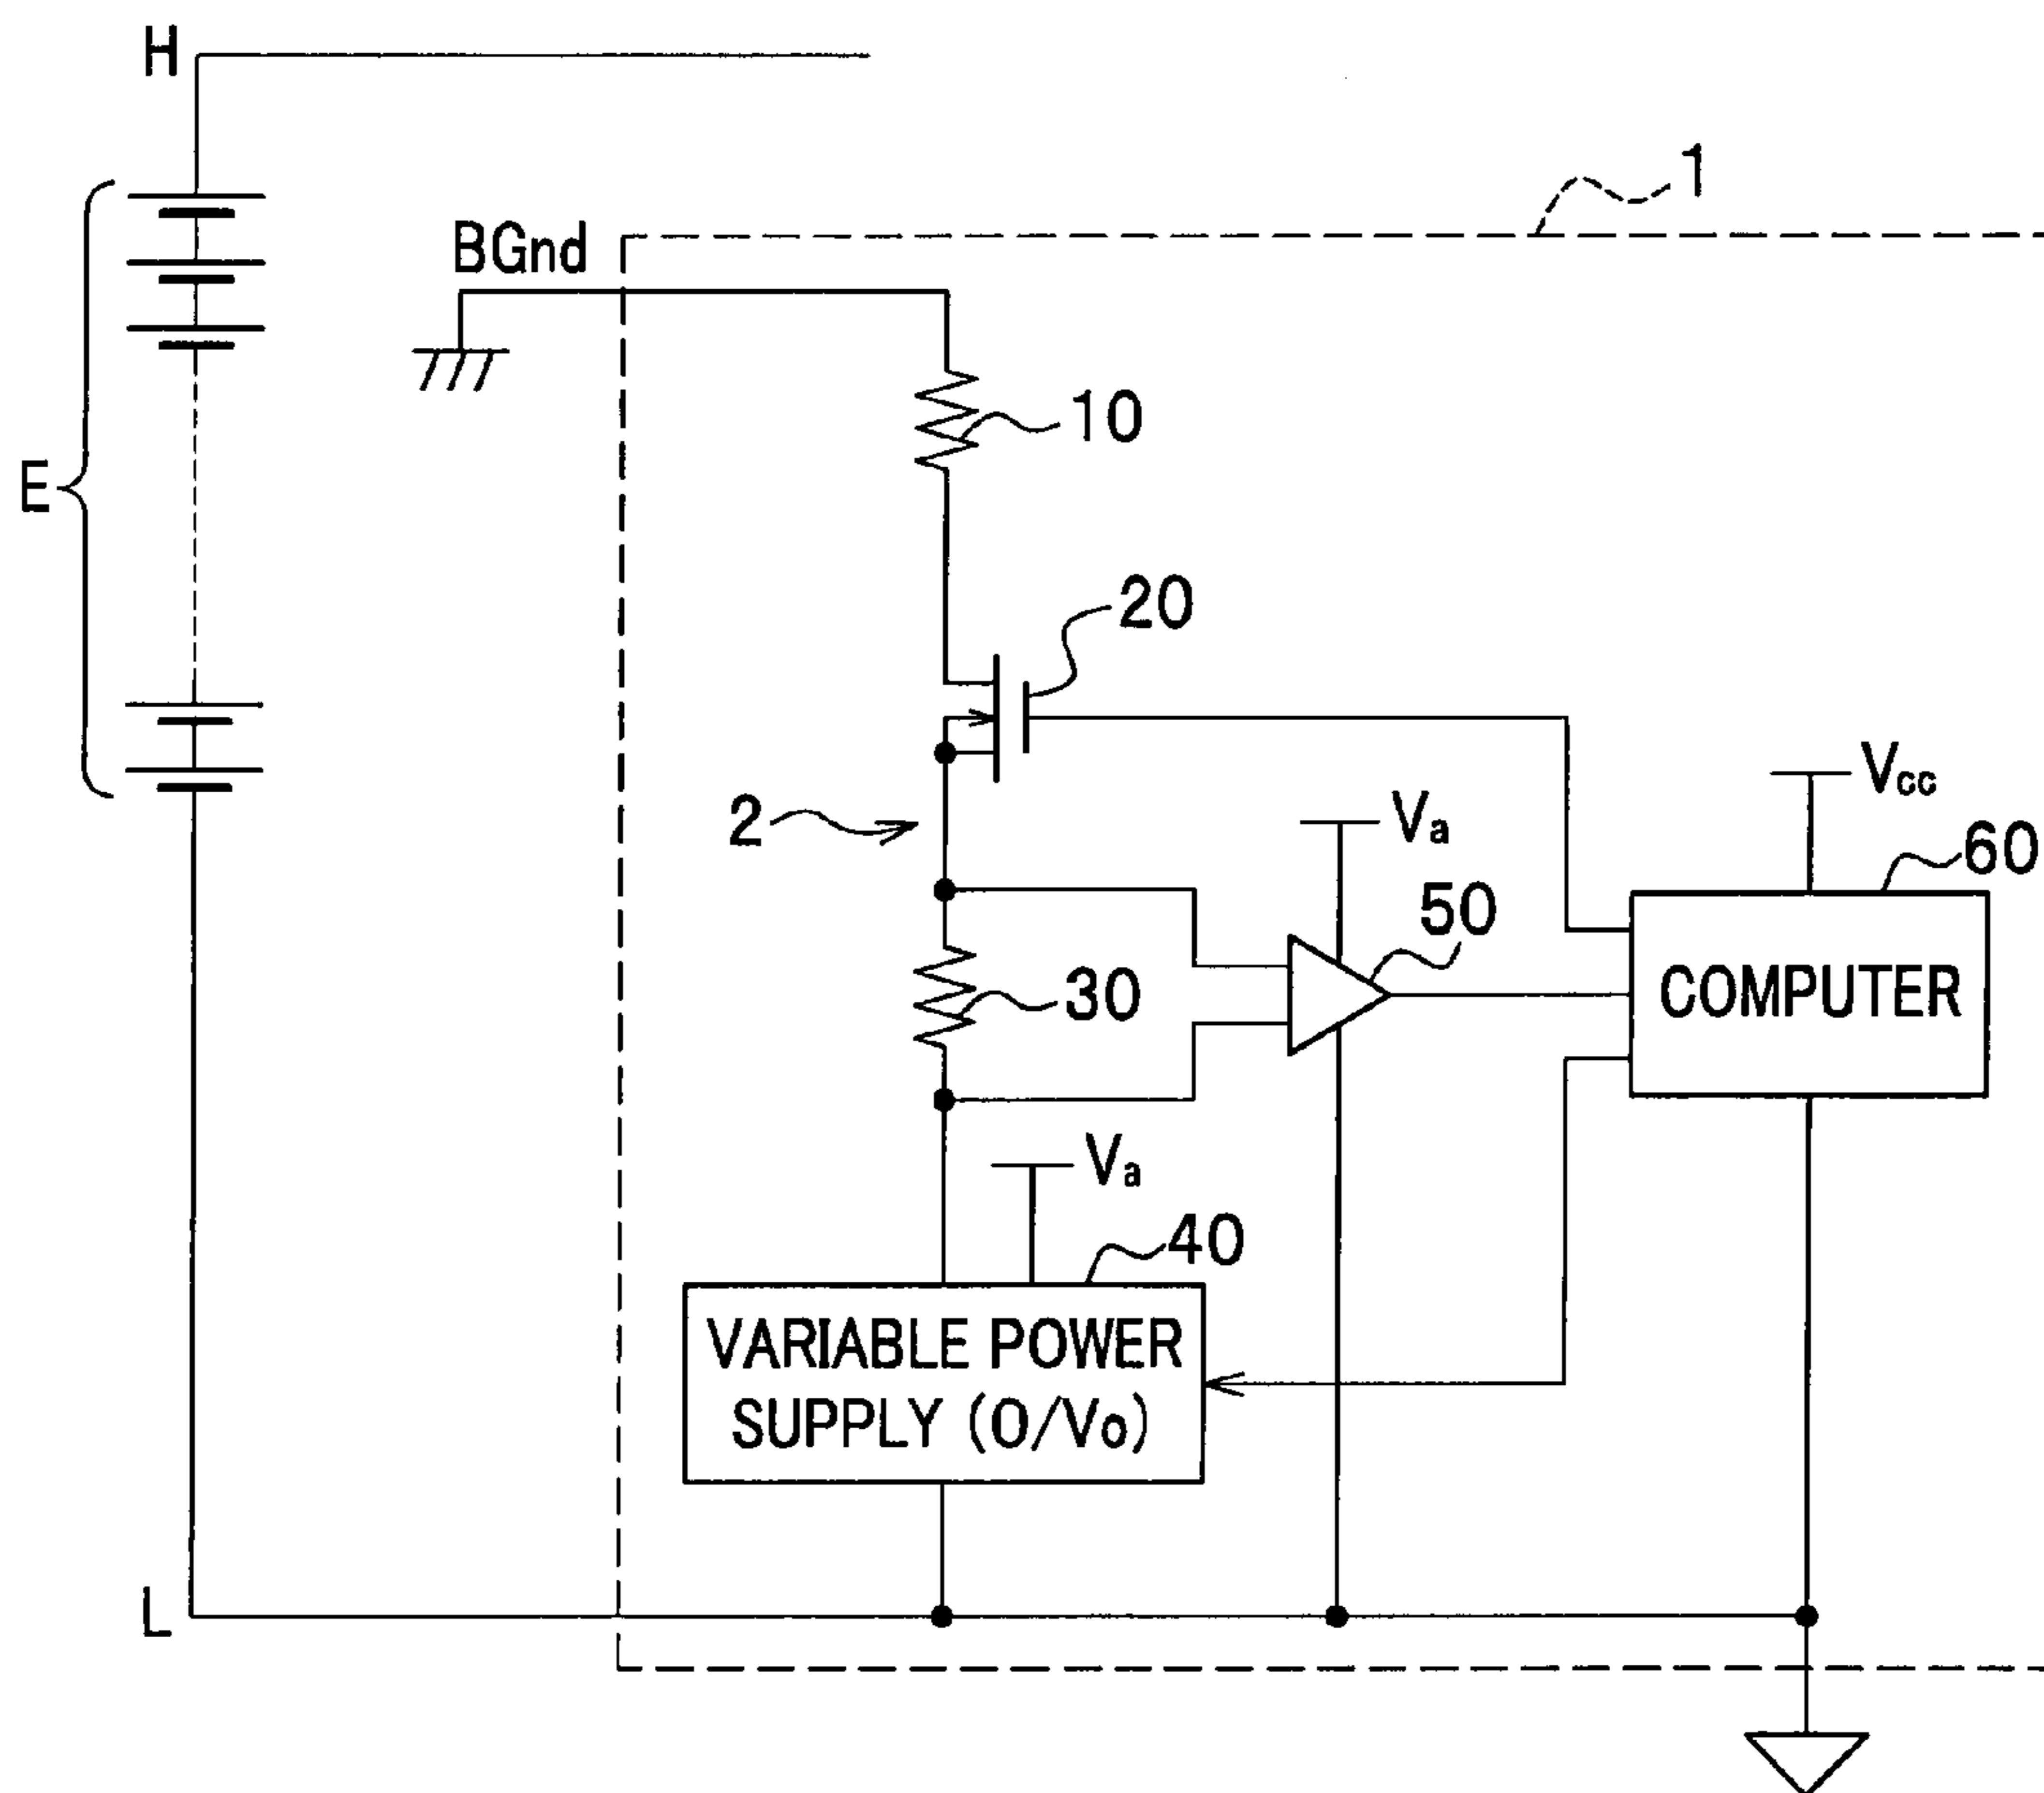 H
1
BGnd
10
E
20
2
Va
Vcc
60
50
COMPUTER
30
Va
40
VARIABLE POWER
SUPPLY (0/Vo)
L